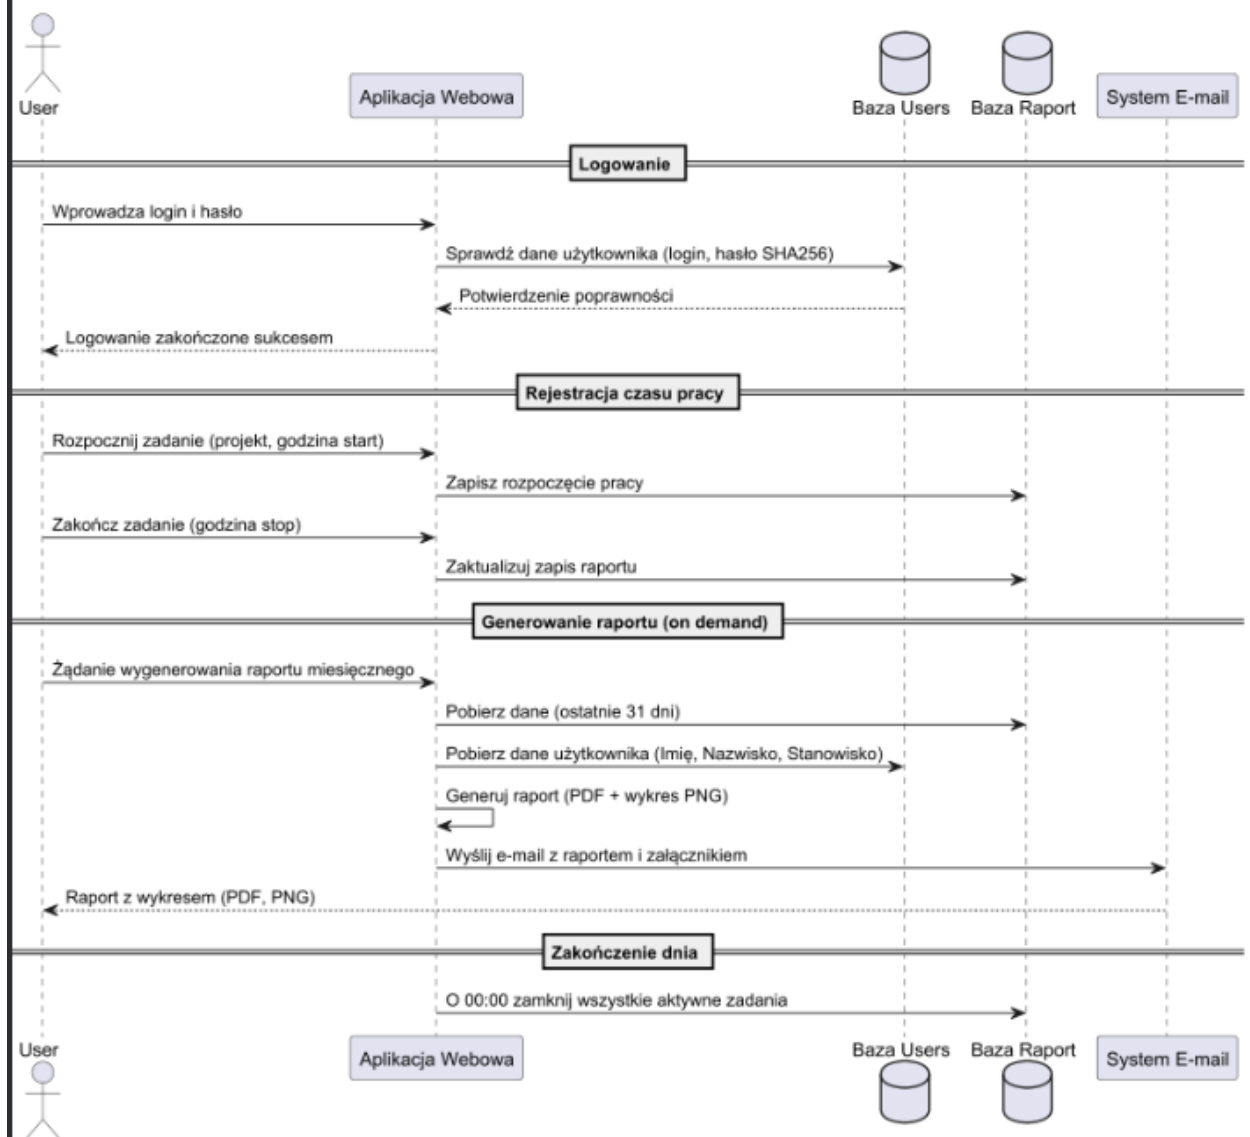 User
Aplikacja Webowa
Baza Users
Baza Raport
System E-mail
Logowanie
Wprowadza login i hasło
Sprawdź dane użytkownika (login, hasło SHA256)
Potwierdzenie poprawności
Logowanie zakończone sukcesem
Rejestracja czasu pracy
Rozpocznij zadanie (projekt, godzina start)
Zapisz rozpoczęcie pracy
Zakończ zadanie (godzina stop)
Zaktualizuj zapis raportu
Generowanie raportu (on demand)
Żądanie wygenerowania raportu miesięcznego
Pobierz dane (ostatnie 31 dni)
Pobierz dane użytkownika (Imię, Nazwisko, Stanowisko)
Generuj raport (PDF + wykres PNG)
Wyślij e-mail z raportem i załącznikiem
Raport z wykresem (PDF, PNG)
Zakończenie dnia
O 00:00 zamknij wszystkie aktywne zadania
User
Aplikacja Webowa
Baza Users
Baza Raport
System E-mail